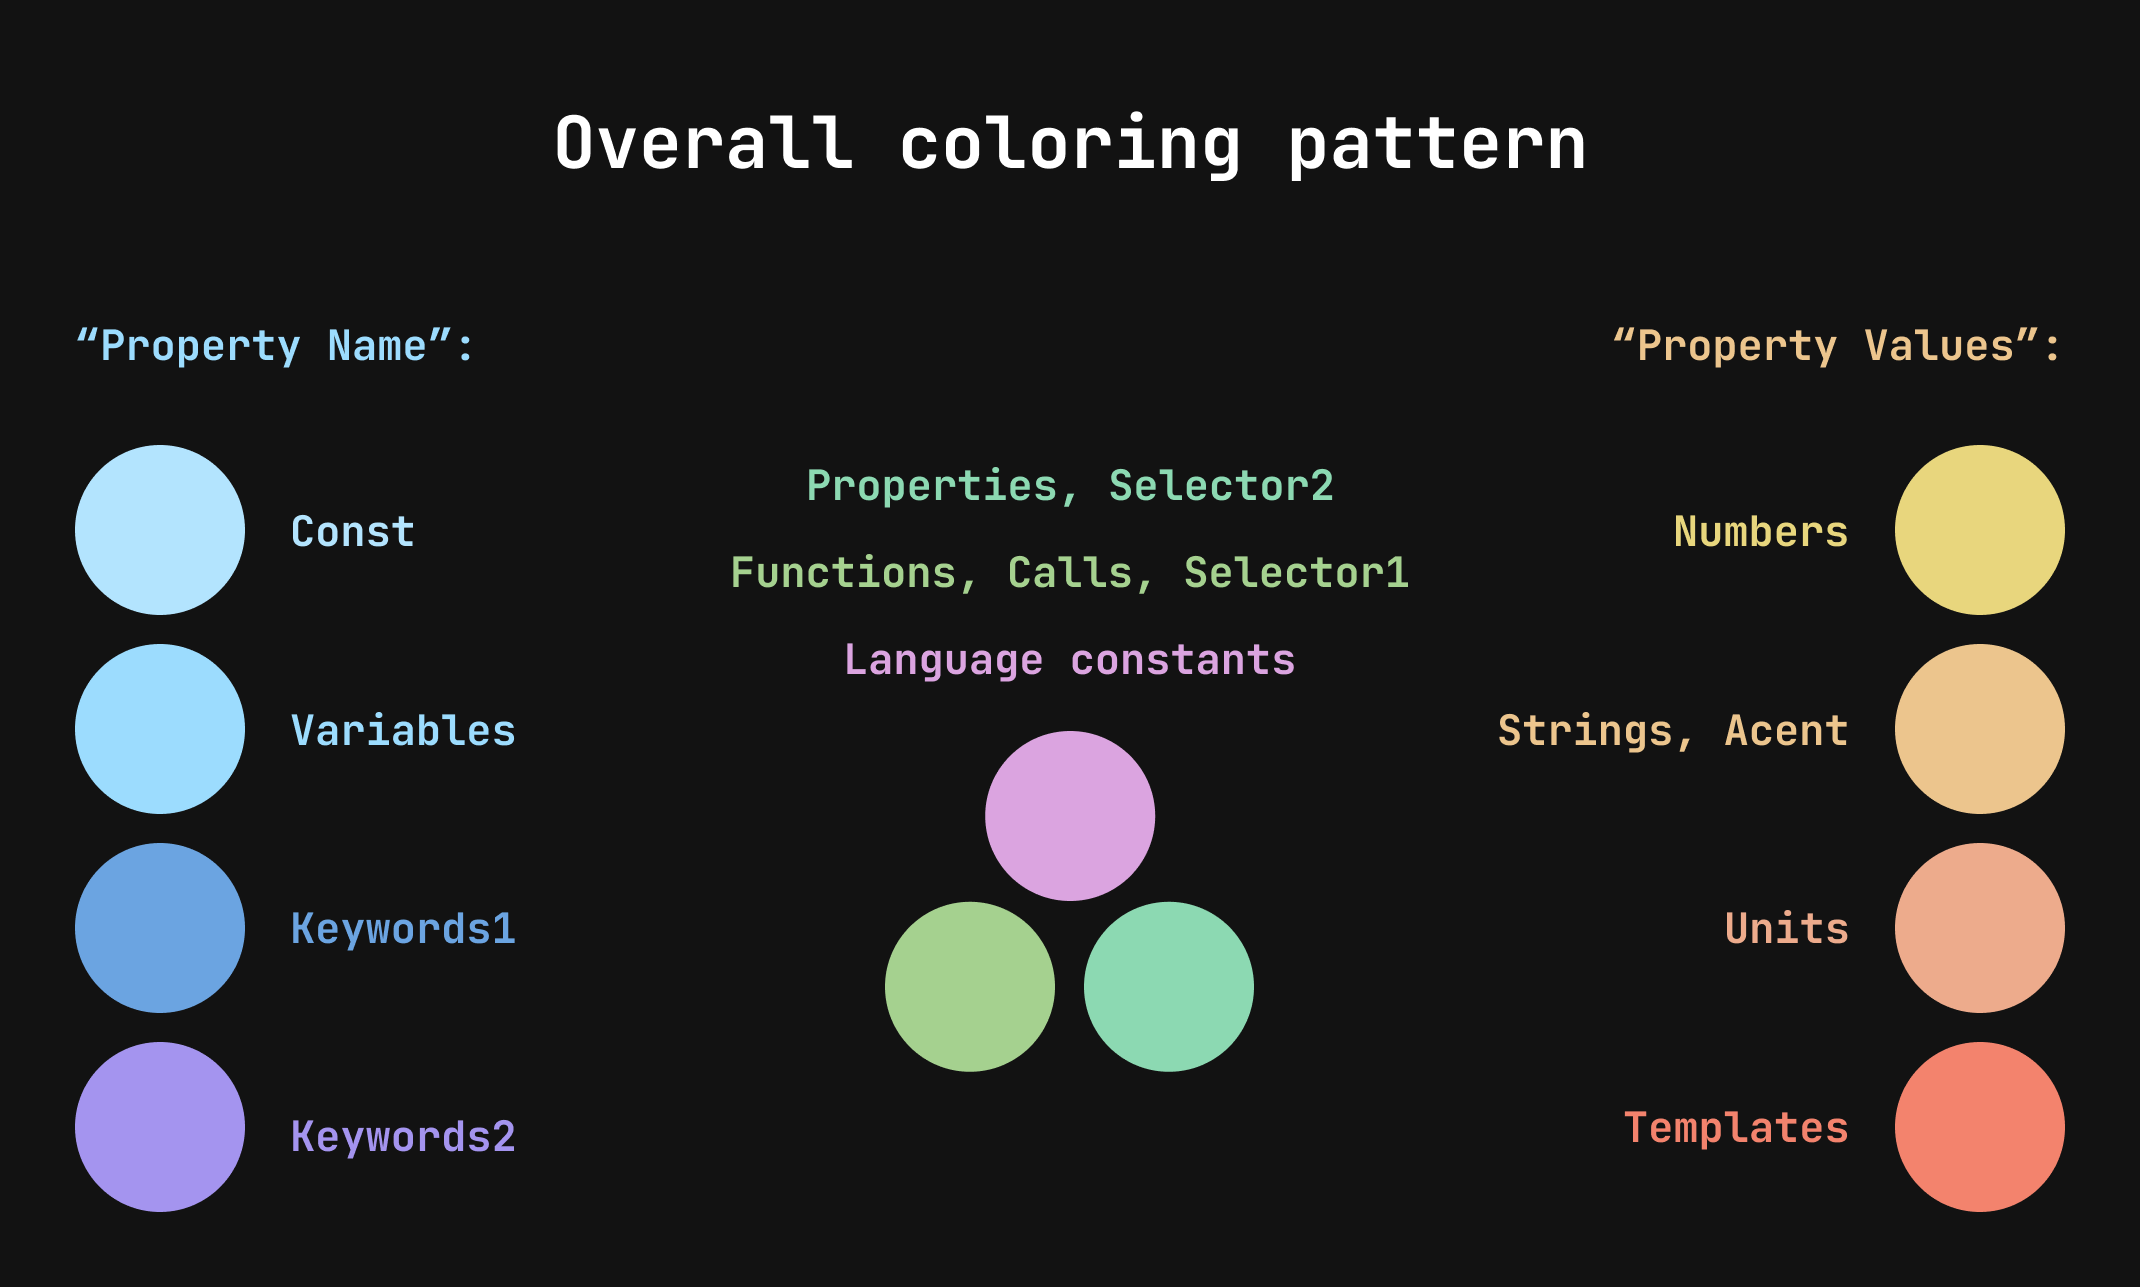 Overall coloring pattern
“Property Name”:
Const
Variables
Keywords1
Keywords2
Properties, Selector2
Functions, Calls, Selector1
Language constants
“Property Values”:
Numbers
Strings, Acent
Units
Templates